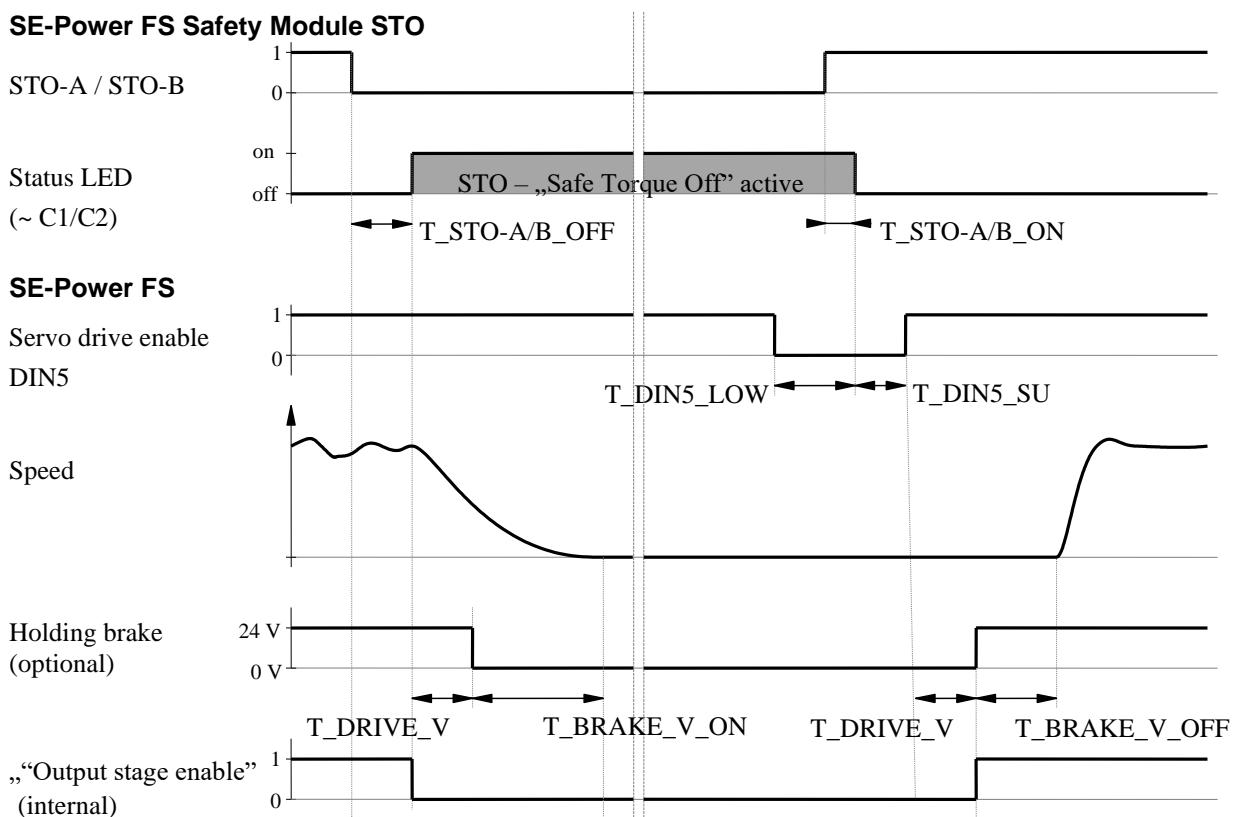 SE-Power FS Safety Module STO
STO-A / STO-B
1
0
Status LED
(~ C1/C2)
on
off
STO – „Safe Torque Off” active
T_STO-A/B_OFF
T_STO-A/B_ON
SE-Power FS
Servo drive enable
DIN5
1
0
T_DIN5_LOW
T_DIN5_SU
Speed
Holding brake
(optional)
24 V
0 V
T_DRIVE_V
T_BRAKE_V_ON
T_DRIVE_V
T_BRAKE_V_OFF
„“Output stage enable”
(internal)
1
0